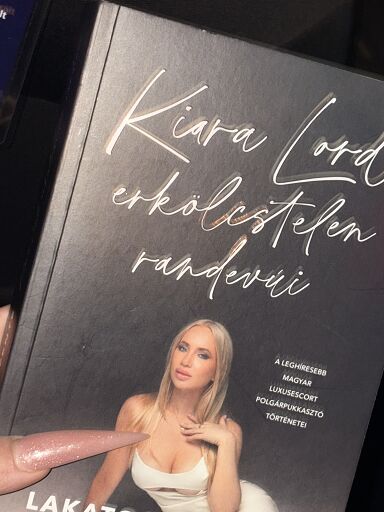 Kiara Lord
erkölcstelen
randevúi
A LEGHÍRESEBB
MAGYAR
LUXUSESCORT
POLGÁRPUKKASZTÓ
TÖRTÉNETEI